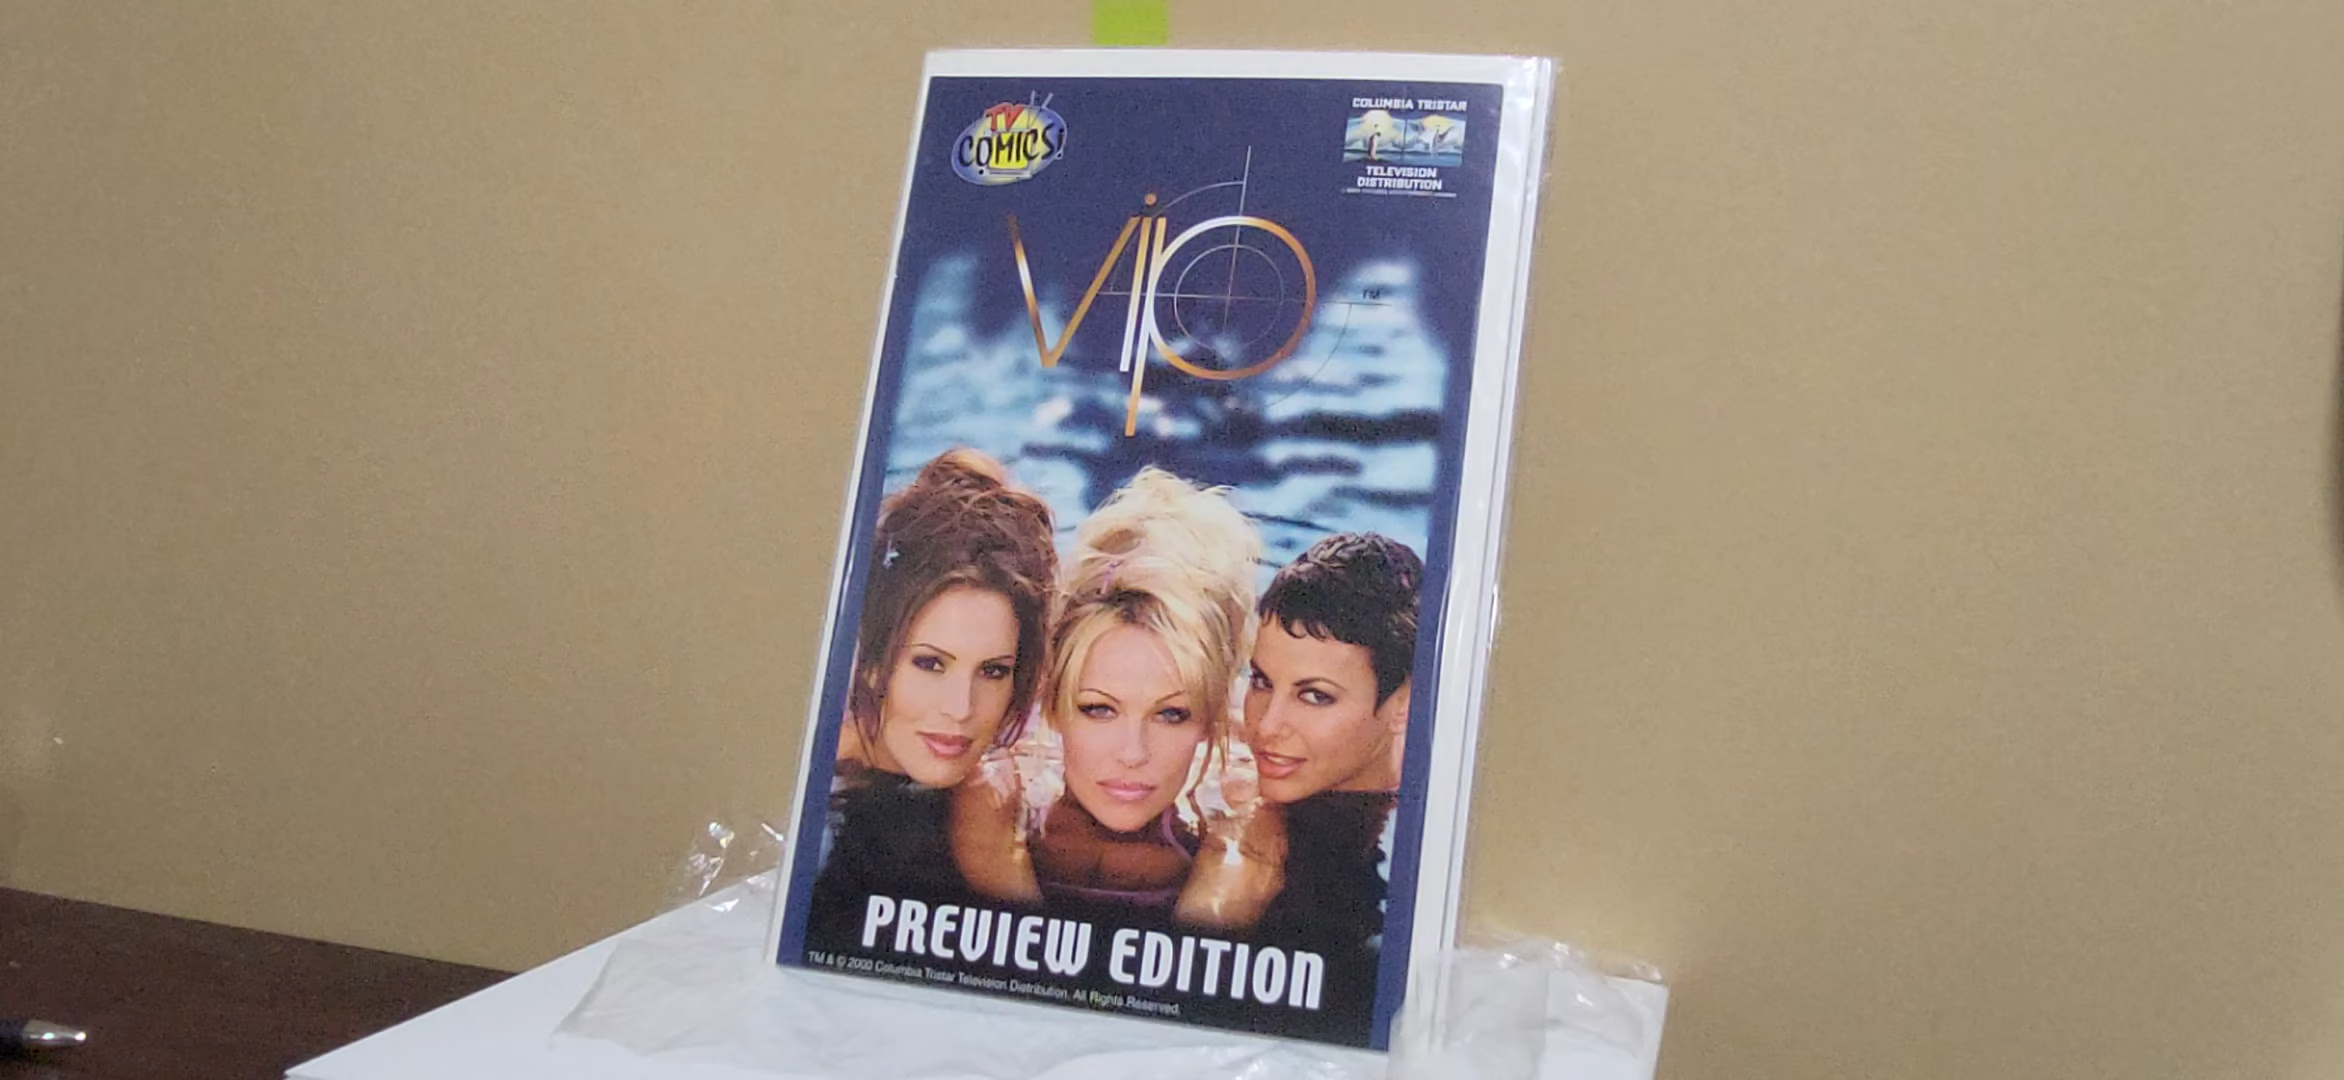 TV
COMICS!
COLUMBIA TRISTAR
TELEVISION
DISTRIBUTION
vip
TM
PREVIEW EDITION
TM & © 2000 Columbia Tristar Television Distribution. All Rights Reserved.